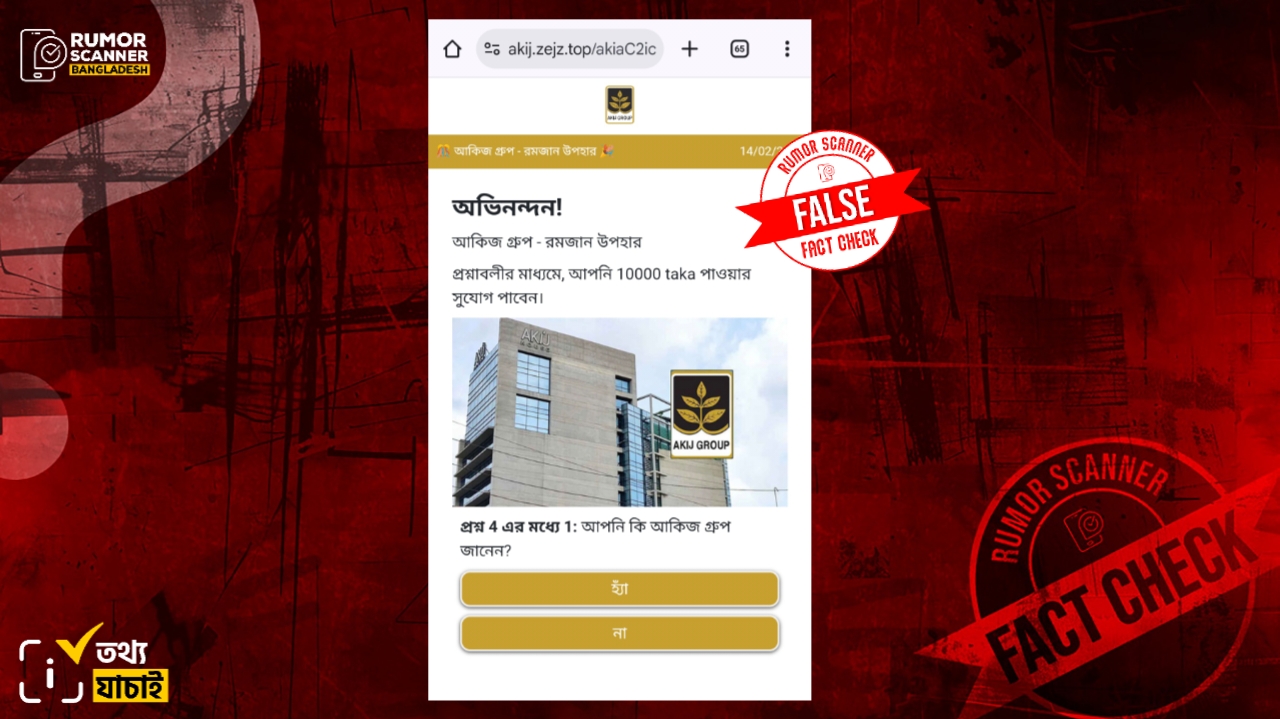 RUMOR
SCANNER
BANGLADESH
akij.zejz.top/akiaC2ic
65
AKIJ GROUP
🎊 আকিজ গ্রুপ - রমজান উপহার 🎉
14/02/
RUMOR SCANNER
FALSE
FACT CHECK
অভিনন্দন!
আকিজ গ্রুপ - রমজান উপহার
প্রশ্নাবলীর মাধ্যমে, আপনি 10000 taka পাওয়ার
সুযোগ পাবেন।
AKIJ
HOUSE
AKIJ GROUP
প্রশ্ন 4 এর মধ্যে 1: আপনি কি আকিজ গ্রুপ
জানেন?
হ্যাঁ
না
RUMOR SCANNER
FACT CHECK
তথ্য
যাচাই